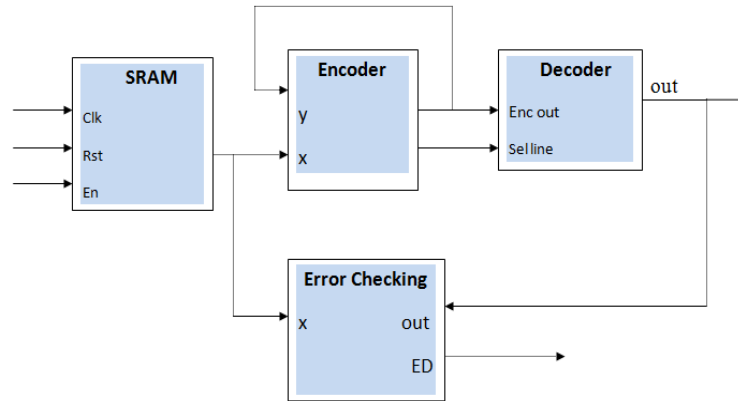 SRAM
Clk
Rst
En
Encoder
y
x
Decoder
Enc out
Sel line
out
Error Checking
x
out
ED